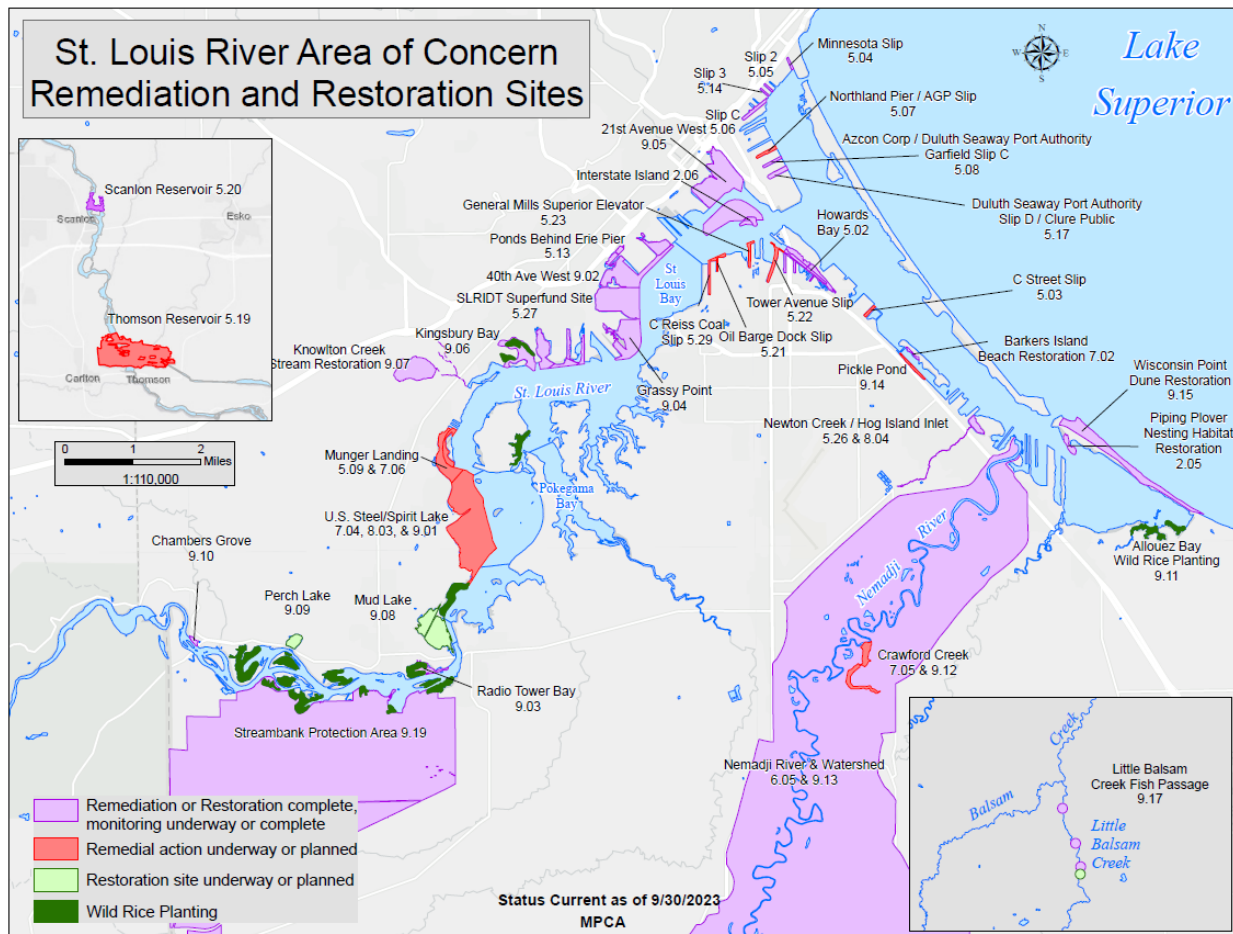 St. Louis River Area of Concern
Remediation and Restoration Sites
Lake
Superior
N
W
E
S
Minnesota Slip
5.04
Slip 2
5.05
Slip 3
5.14
Northland Pier / AGP Slip
5.07
Slip C
5.06
21st Avenue West
9.05
Azcon Corp / Duluth Seaway Port Authority
Garfield Slip C
5.08
Interstate Island 2.06
Duluth Seaway Port Authority
Slip D / Clure Public
5.17
General Mills Superior Elevator
5.23
Howards
Bay 5.02
Ponds Behind Erie Pier
5.13
40th Ave West 9.02
St
Louis
Bay
SLRIDT Superfund Site
5.27
C Street Slip
5.03
Tower Avenue Slip
5.22
C Reiss Coal
Slip 5.29
Oil Barge Dock Slip
5.21
Kingsbury Bay
9.06
Knowlton Creek
Stream Restoration 9.07
Barkers Island
Beach Restoration 7.02
Pickle Pond
9.14
Wisconsin Point
Dune Restoration
9.15
Grassy Point
9.04
St. Louis River
Newton Creek / Hog Island Inlet
5.26 & 8.04
Piping Plover
Nesting Habitat
Restoration
2.05
Scanlon Reservoir 5.20
Scanlon
Esko
Thomson Reservoir 5.19
Carlton
Thomson
0
1
2
Miles
1:110,000
Munger Landing
5.09 & 7.06
Pokegama
Bay
U.S. Steel/Spirit Lake
7.04, 8.03, & 9.01
Chambers Grove
9.10
Perch Lake
9.09
Mud Lake
9.08
Nemadji
River
Allouez Bay
Wild Rice Planting
9.11
Crawford Creek
7.05 & 9.12
Radio Tower Bay
9.03
Streambank Protection Area 9.19
Nemadji River & Watershed
6.05 & 9.13
Creek
Balsam
Little Balsam
Creek Fish Passage
9.17
Little
Balsam
Creek
Remediation or Restoration complete,
monitoring underway or complete
Remedial action underway or planned
Restoration site underway or planned
Wild Rice Planting
Status Current as of 9/30/2023
MPCA